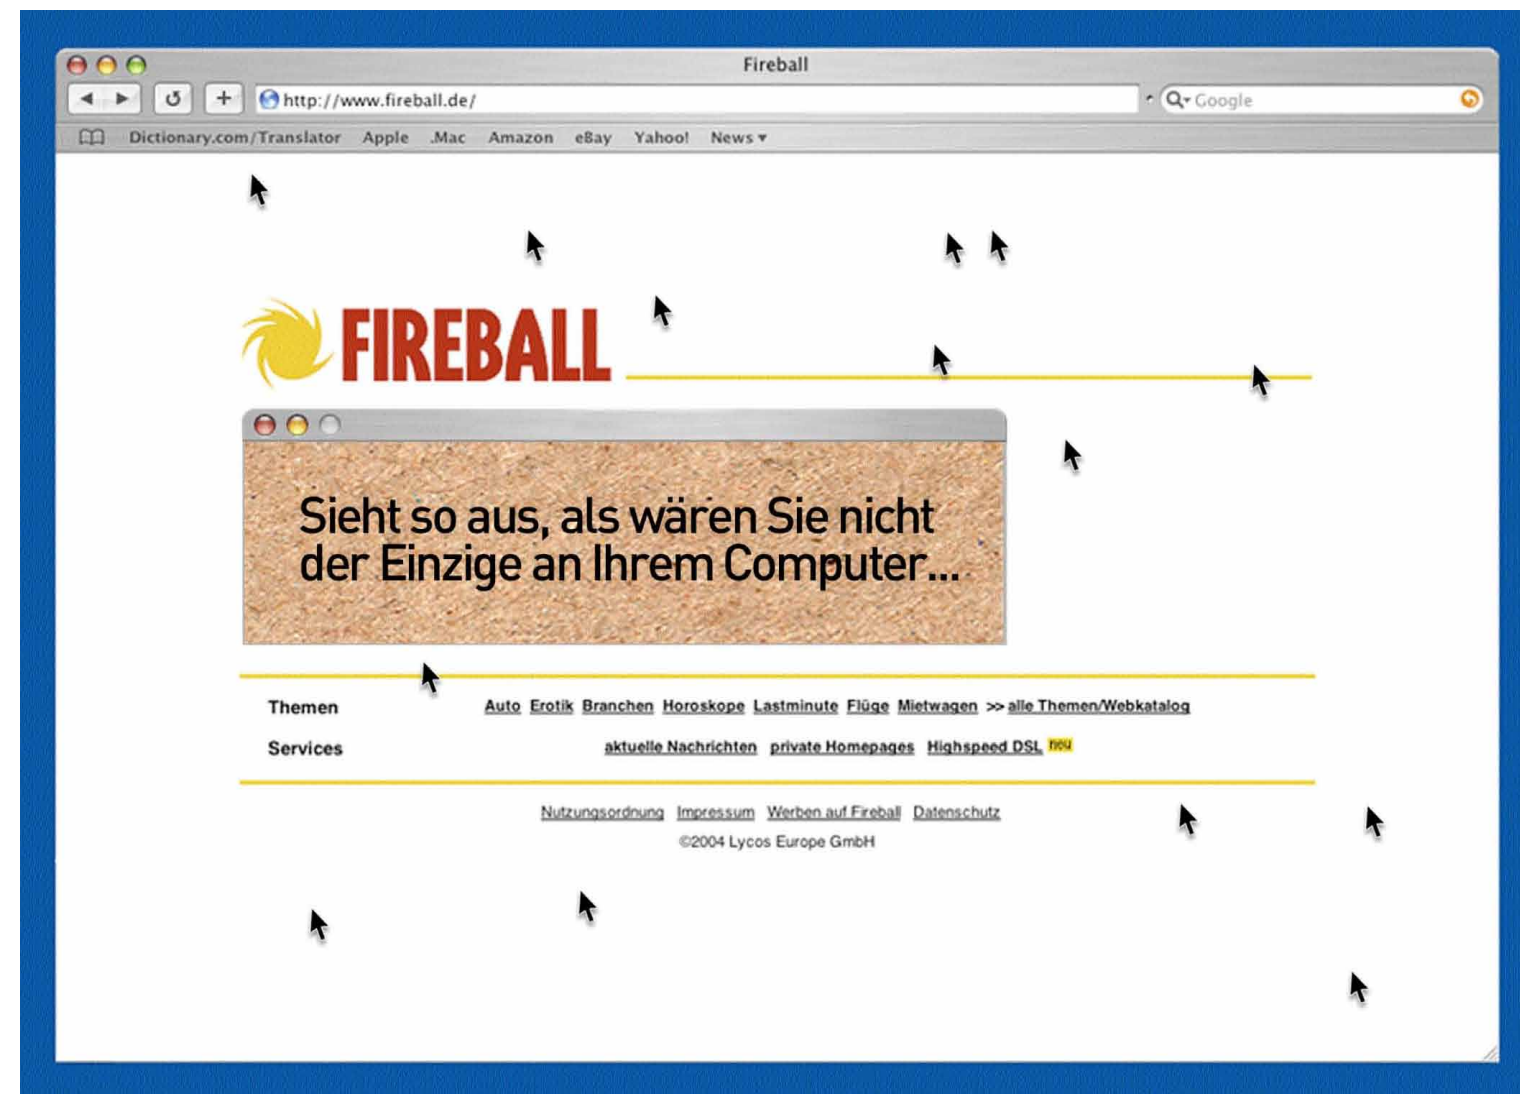 Fireball
http://www.fireball.de/
Google
Dictionary.com/Translator Apple .Mac Amazon eBay Yahoo! News
FIREBALL
Sieht so aus, als wären Sie nicht
der Einzige an Ihrem Computer...
Themen Auto Erotik Branchen Horoskope Lastminute Flüge Mietwagen >> alle Themen/Webkatalog
Services aktuelle Nachrichten private Homepages Highspeed DSL neu
Nutzungsordnung Impressum Werben auf Fireball Datenschutz
©2004 Lycos Europe GmbH